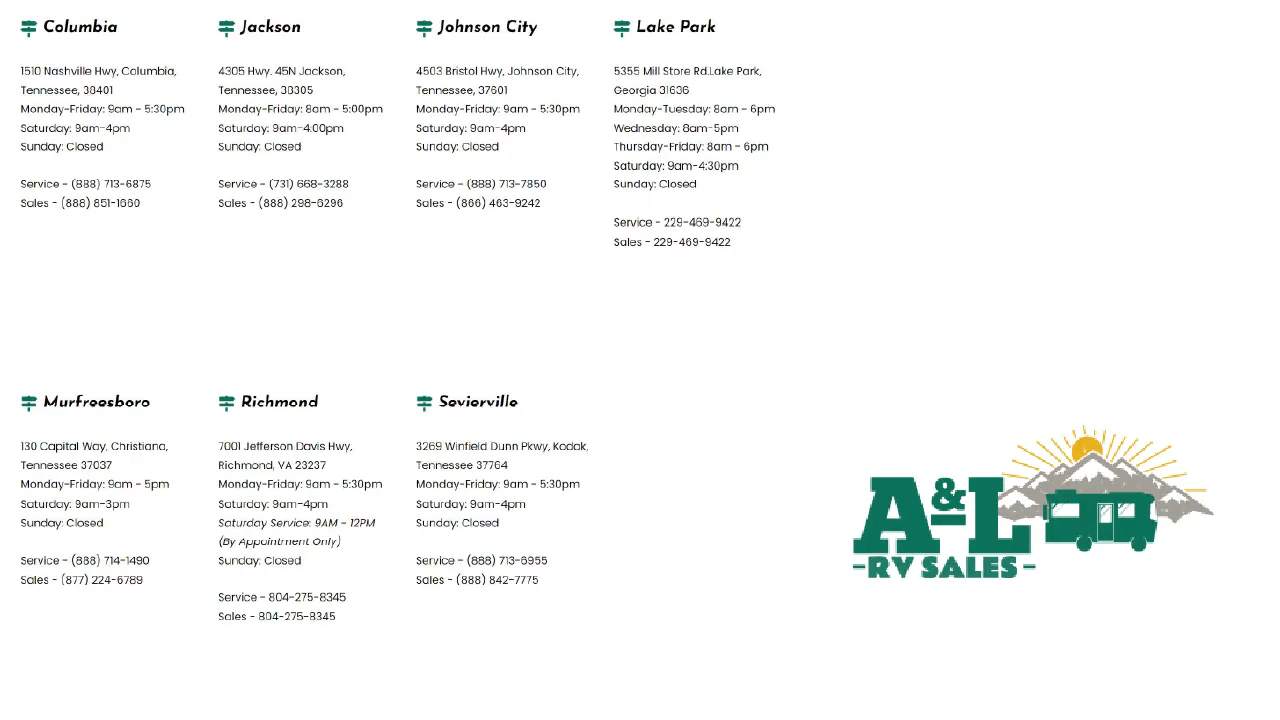 Columbia
1510 Nashville Hwy, Columbia,
Tennessee, 38401
Monday-Friday: 9am - 5:30pm
Saturday: 9am-4pm
Sunday: Closed
Service - (888) 713-6875
Sales - (888) 851-1660
Jackson
4305 Hwy. 45N Jackson,
Tennessee, 38305
Monday-Friday: 8am - 5:00pm
Saturday: 9am-4:00pm
Sunday: Closed
Service - (731) 668-3288
Sales - (888) 298-6296
Johnson City
4503 Bristol Hwy, Johnson City,
Tennessee, 37601
Monday-Friday: 9am - 5:30pm
Saturday: 9am-4pm
Sunday: Closed
Service - (888) 713-7850
Sales - (866) 463-9242
Lake Park
5355 Mill Store Rd.Lake Park,
Georgia 31636
Monday-Tuesday: 8am - 6pm
Wednesday: 8am-5pm
Thursday-Friday: 8am - 6pm
Saturday: 9am-4:30pm
Sunday: Closed
Service - 229-469-9422
Sales - 229-469-9422
Murfreesboro
130 Capital Way, Christiana,
Tennessee 37037
Monday-Friday: 9am - 5pm
Saturday: 9am-3pm
Sunday: Closed
Service - (888) 714-1490
Sales - (877) 224-6789
Richmond
7001 Jefferson Davis Hwy,
Richmond, VA 23237
Monday-Friday: 9am - 5:30pm
Saturday: 9am-4pm
Saturday Service: 9AM - 12PM
(By Appointment Only)
Sunday: Closed
Service - 804-275-8345
Sales - 804-275-8345
Sevierville
3269 Winfield Dunn Pkwy, Kodak,
Tennessee 37764
Monday-Friday: 9am - 5:30pm
Saturday: 9am-4pm
Sunday: Closed
Service - (888) 713-5955
Sales - (888) 842-7775
A&L
-RV SALES-